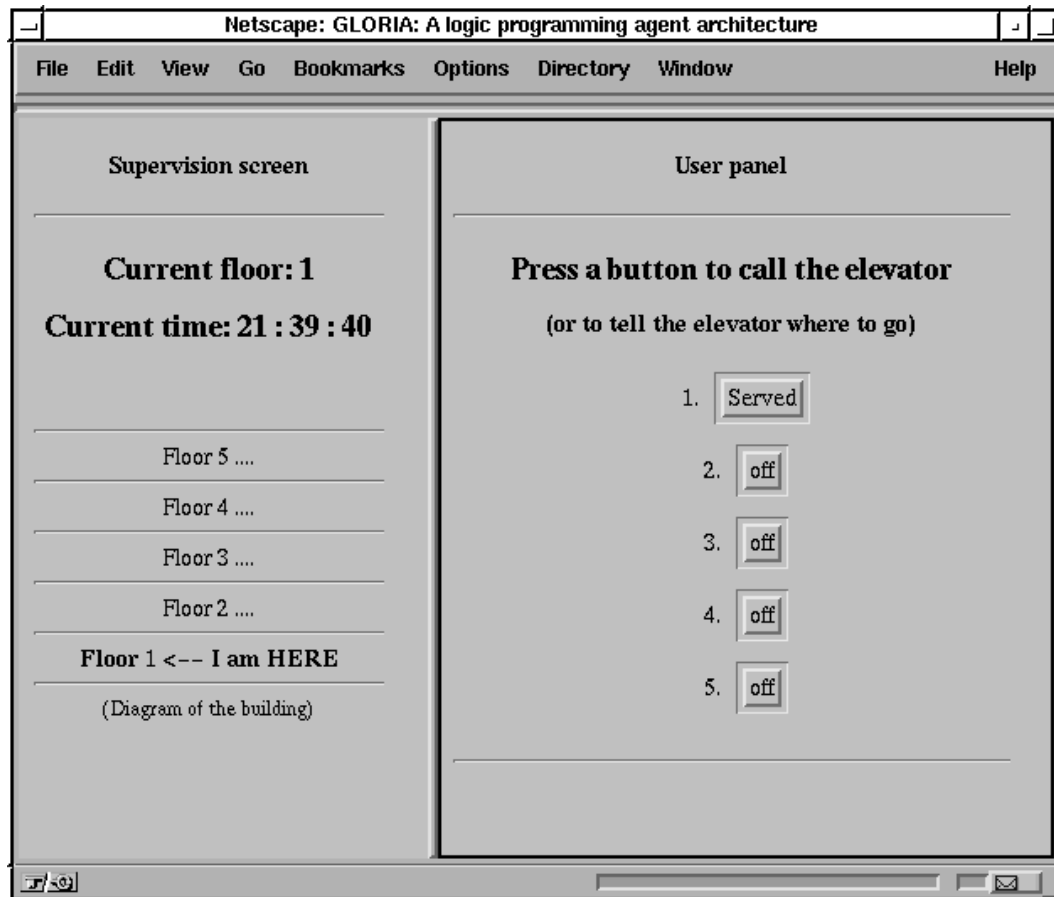 Netscape: GLORIA: A logic programming agent architecture
File Edit View Go Bookmarks Options Directory Window Help
Supervision screen
Current floor: 1
Current time: 21 : 39 : 40
Floor 5 ....
Floor 4 ....
Floor 3 ....
Floor 2 ....
Floor 1 <-- I am HERE
(Diagram of the building)
User panel
Press a button to call the elevator
(or to tell the elevator where to go)
1. Served
2. off
3. off
4. off
5. off